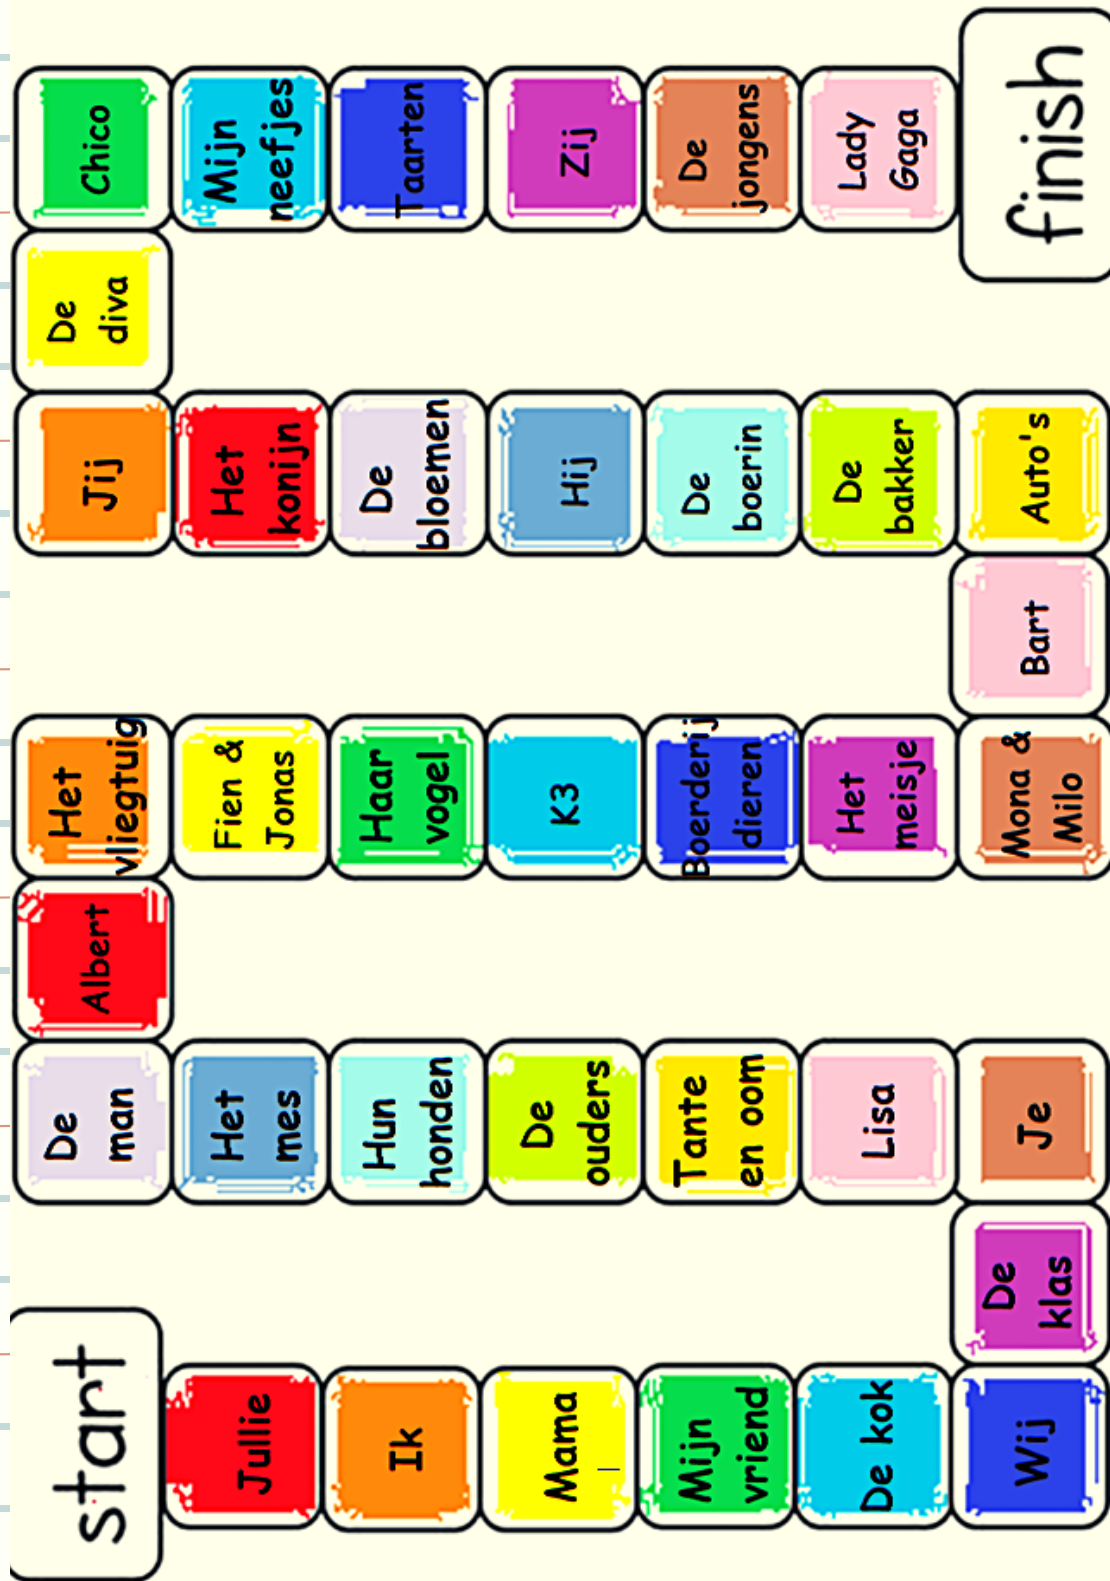 start
Jullie
Ik
Mama
Mijn
vriend
De kok
Wij
De
klas
Je
Lisa
Tante
en oom
De
ouders
Hun
honden
Het
mes
De
man
Albert
Het
vliegtuig
Fien &
Jonas
Haar
vogel
K3
Boerderij
dieren
Het
meisje
Mona &
Milo
Bart
Auto's
De
bakker
De
boerin
Hij
De
bloemen
Het
konijn
Jij
De
diva
Chico
Mijn
neefjes
Taarten
Zij
De
jongens
Lady
Gaga
finish